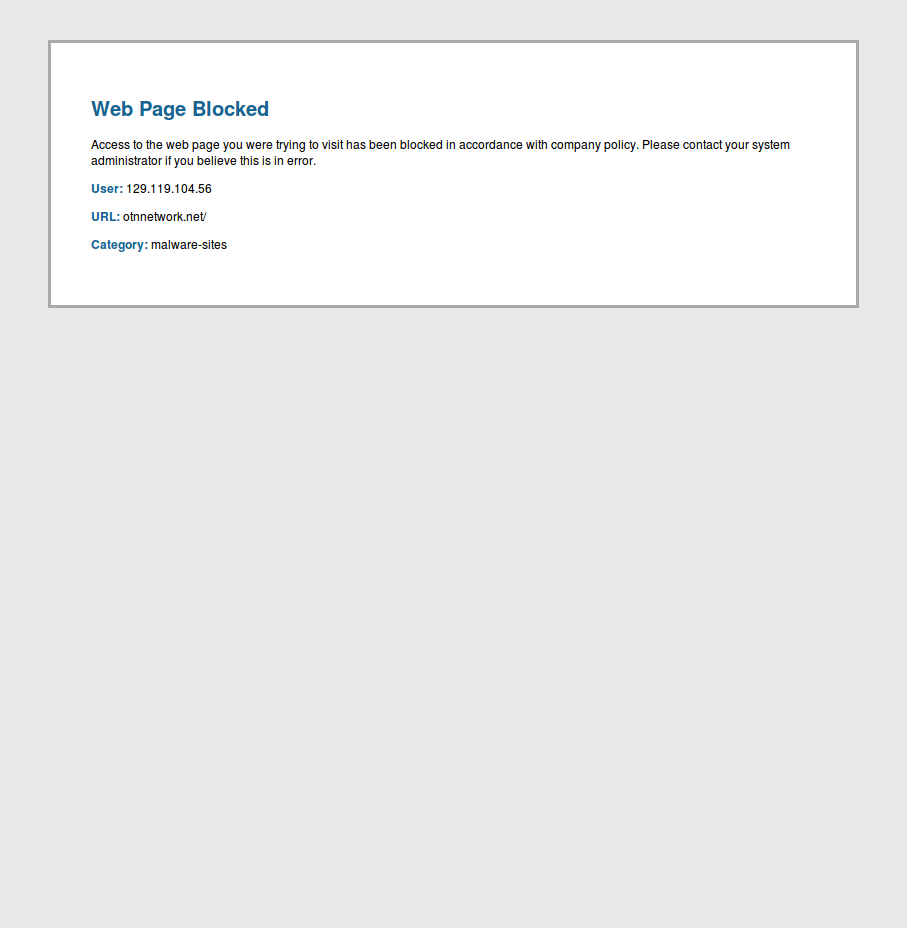 Web Page Blocked
Access to the web page you were trying to visit has been blocked in accordance with company policy. Please contact your system
administrator if you believe this is in error.
User: 129.119.104.56
URL: otnnetwork.net/
Category: malware-sites